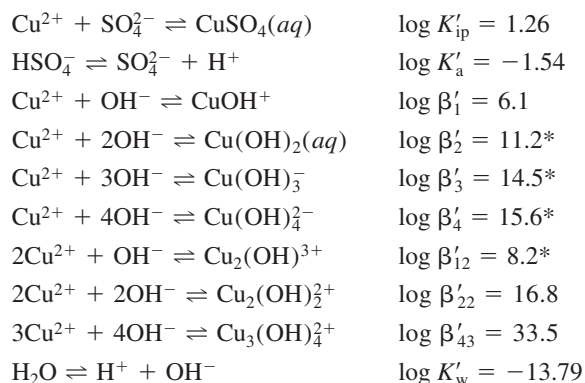 Cu²⁺ + SO₄²⁻ ⇌ CuSO₄(aq) log K′ip = 1.26
HSO₄⁻ ⇌ SO₄²⁻ + H⁺ log K′a = −1.54
Cu²⁺ + OH⁻ ⇌ CuOH⁺ log β′₁ = 6.1
Cu²⁺ + 2OH⁻ ⇌ Cu(OH)₂(aq) log β′₂ = 11.2*
Cu²⁺ + 3OH⁻ ⇌ Cu(OH)₃⁻ log β′₃ = 14.5*
Cu²⁺ + 4OH⁻ ⇌ Cu(OH)₄²⁻ log β′₄ = 15.6*
2Cu²⁺ + OH⁻ ⇌ Cu₂(OH)³⁺ log β′₁₂ = 8.2*
2Cu²⁺ + 2OH⁻ ⇌ Cu₂(OH)₂²⁺ log β′₂₂ = 16.8
3Cu²⁺ + 4OH⁻ ⇌ Cu₃(OH)₄²⁺ log β′₄₃ = 33.5
H₂O ⇌ H⁺ + OH⁻ log K′w = −13.79